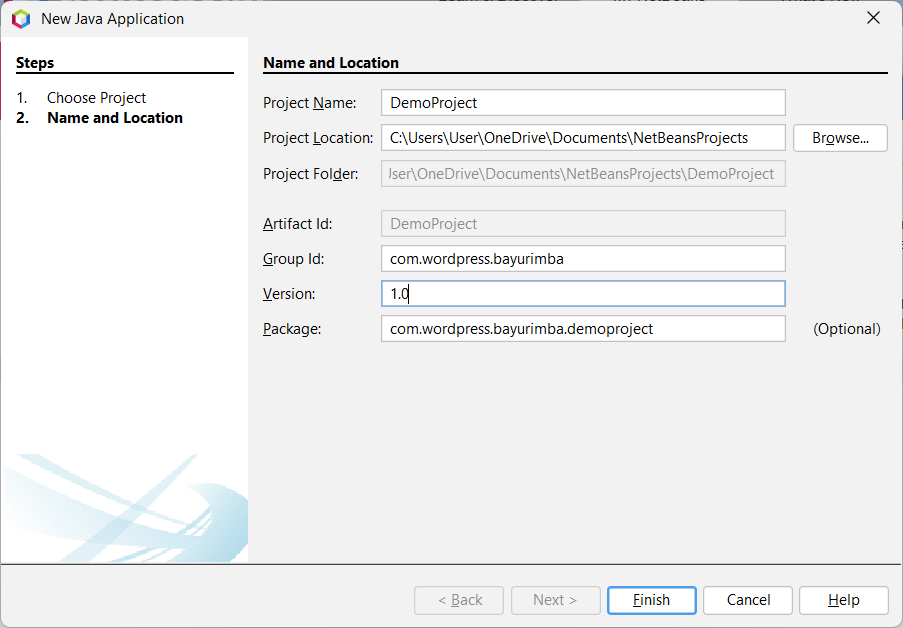 New Java Application
Steps
1. Choose Project
2. Name and Location
Name and Location
Project Name: DemoProject
Project Location: C:\Users\User\OneDrive\Documents\NetBeansProjects Browse...
Project Folder: Jser\OneDrive\Documents\NetBeansProjects\DemoProject
Artifact Id: DemoProject
Group Id: com.wordpress.bayurimba
Version: 1.0
Package: com.wordpress.bayurimba.demoproject (Optional)
< Back Next > Finish Cancel Help